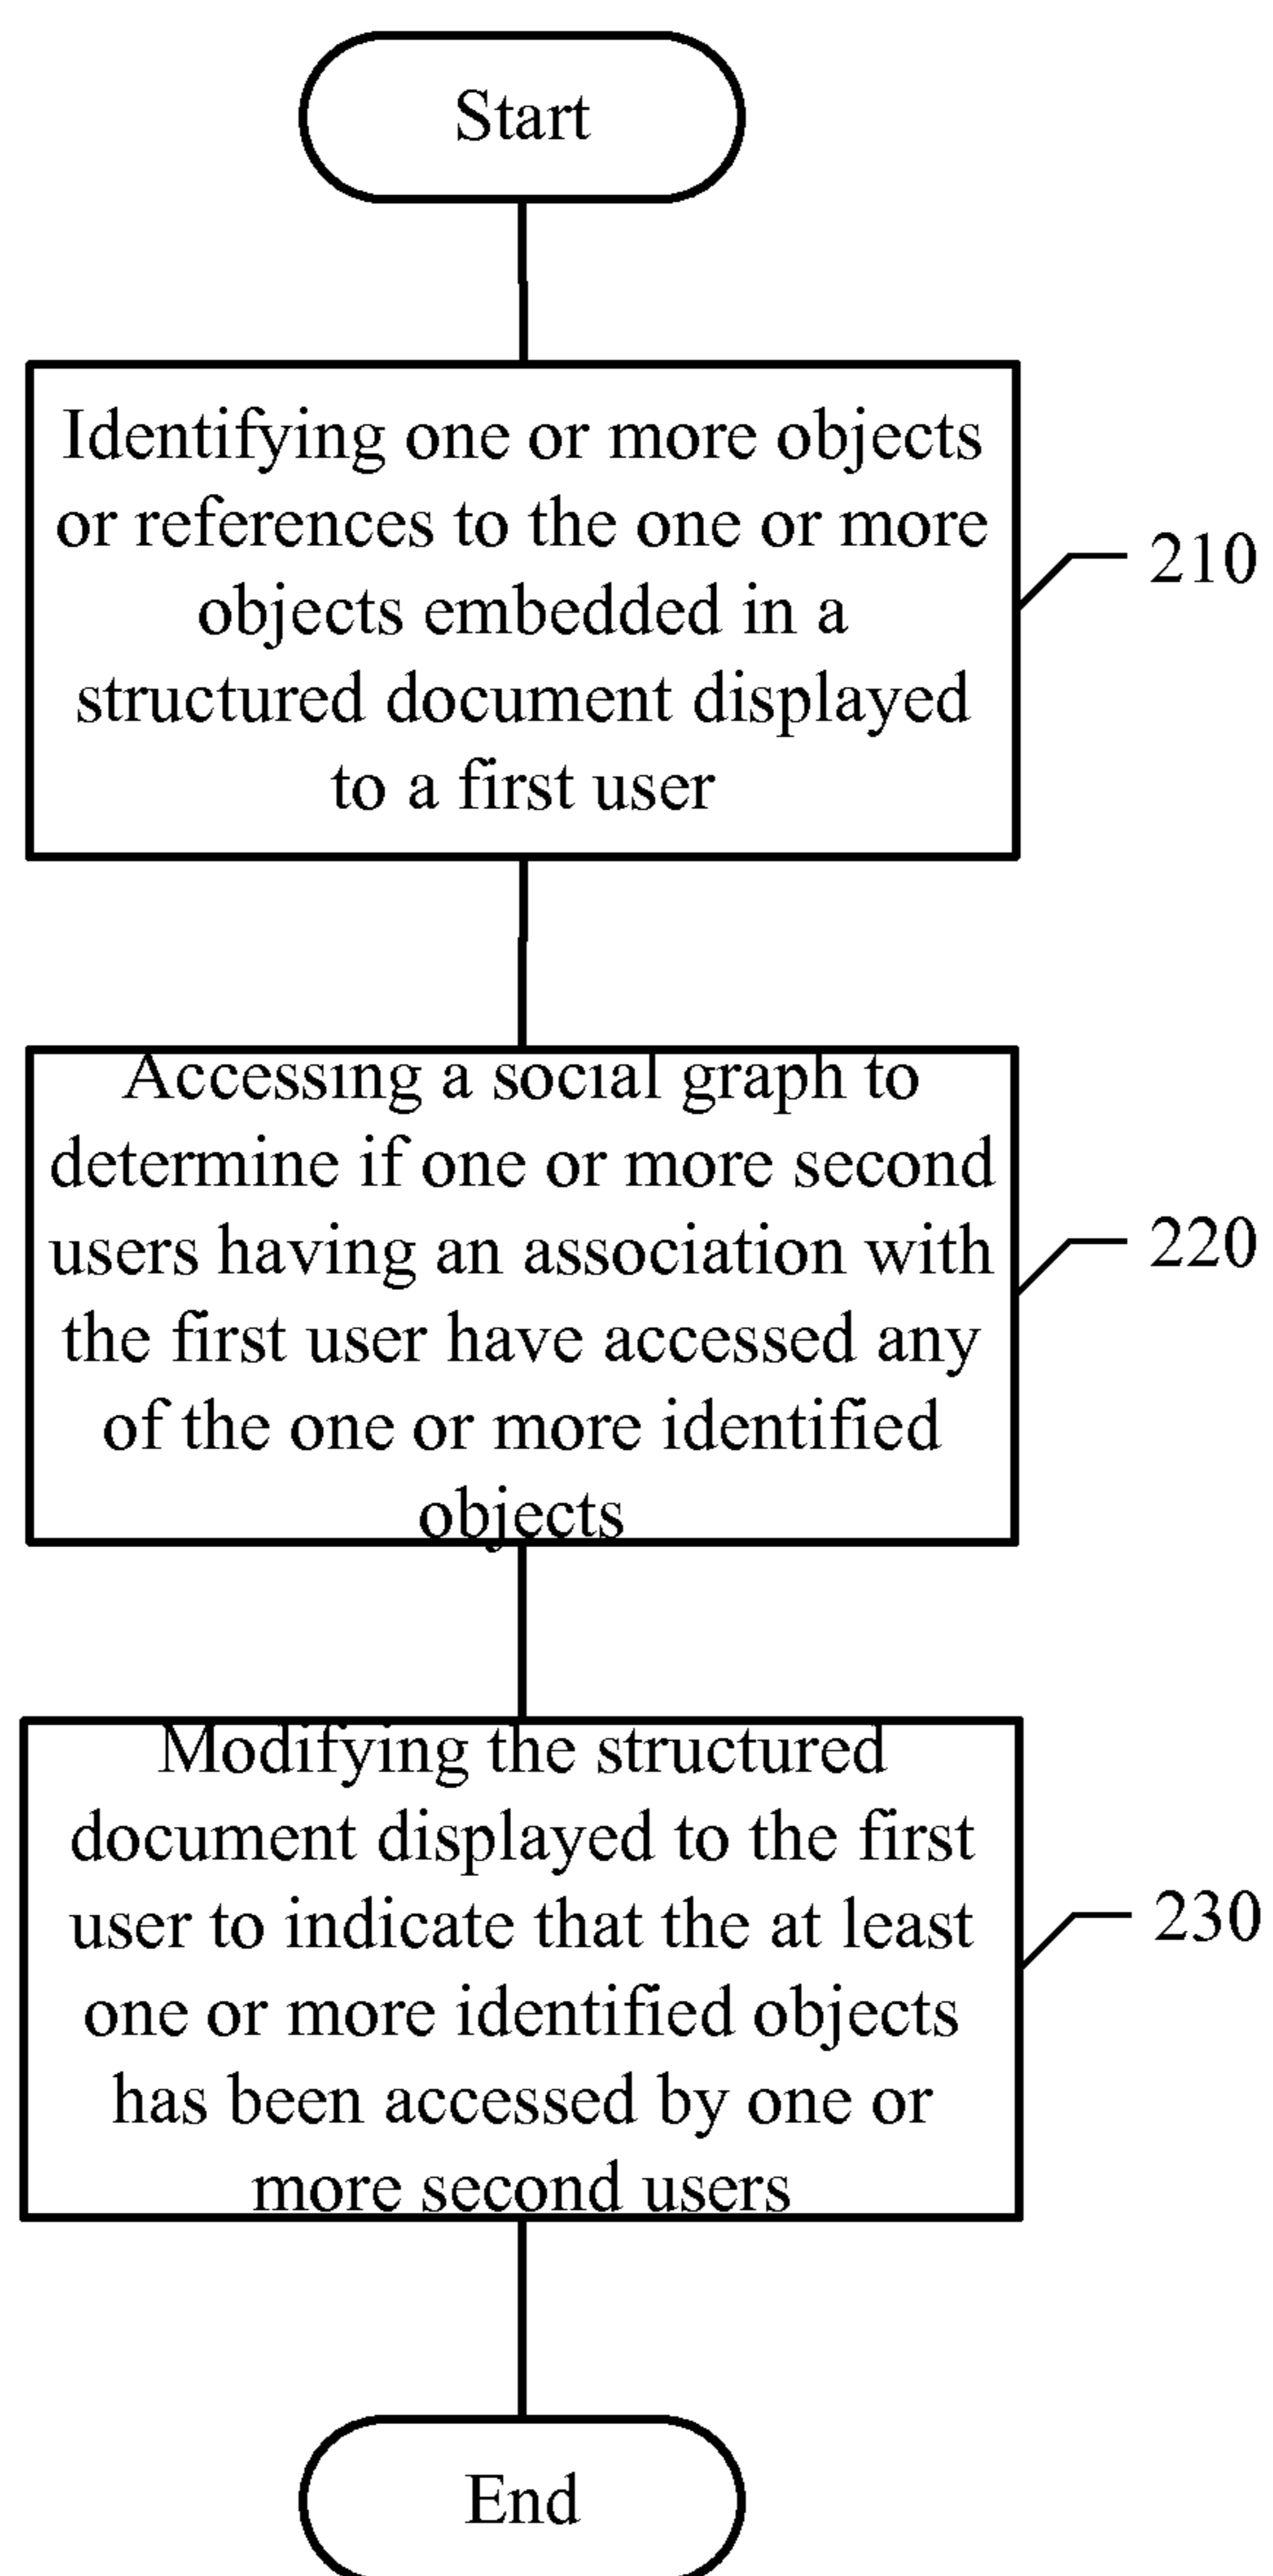 Start
Identifying one or more objects
or references to the one or more
objects embedded in a
structured document displayed
to a first user
210
Accessing a social graph to
determine if one or more second
users having an association with
the first user have accessed any
of the one or more identified
objects
220
Modifying the structured
document displayed to the first
user to indicate that the at least
one or more identified objects
has been accessed by one or
more second users
230
End